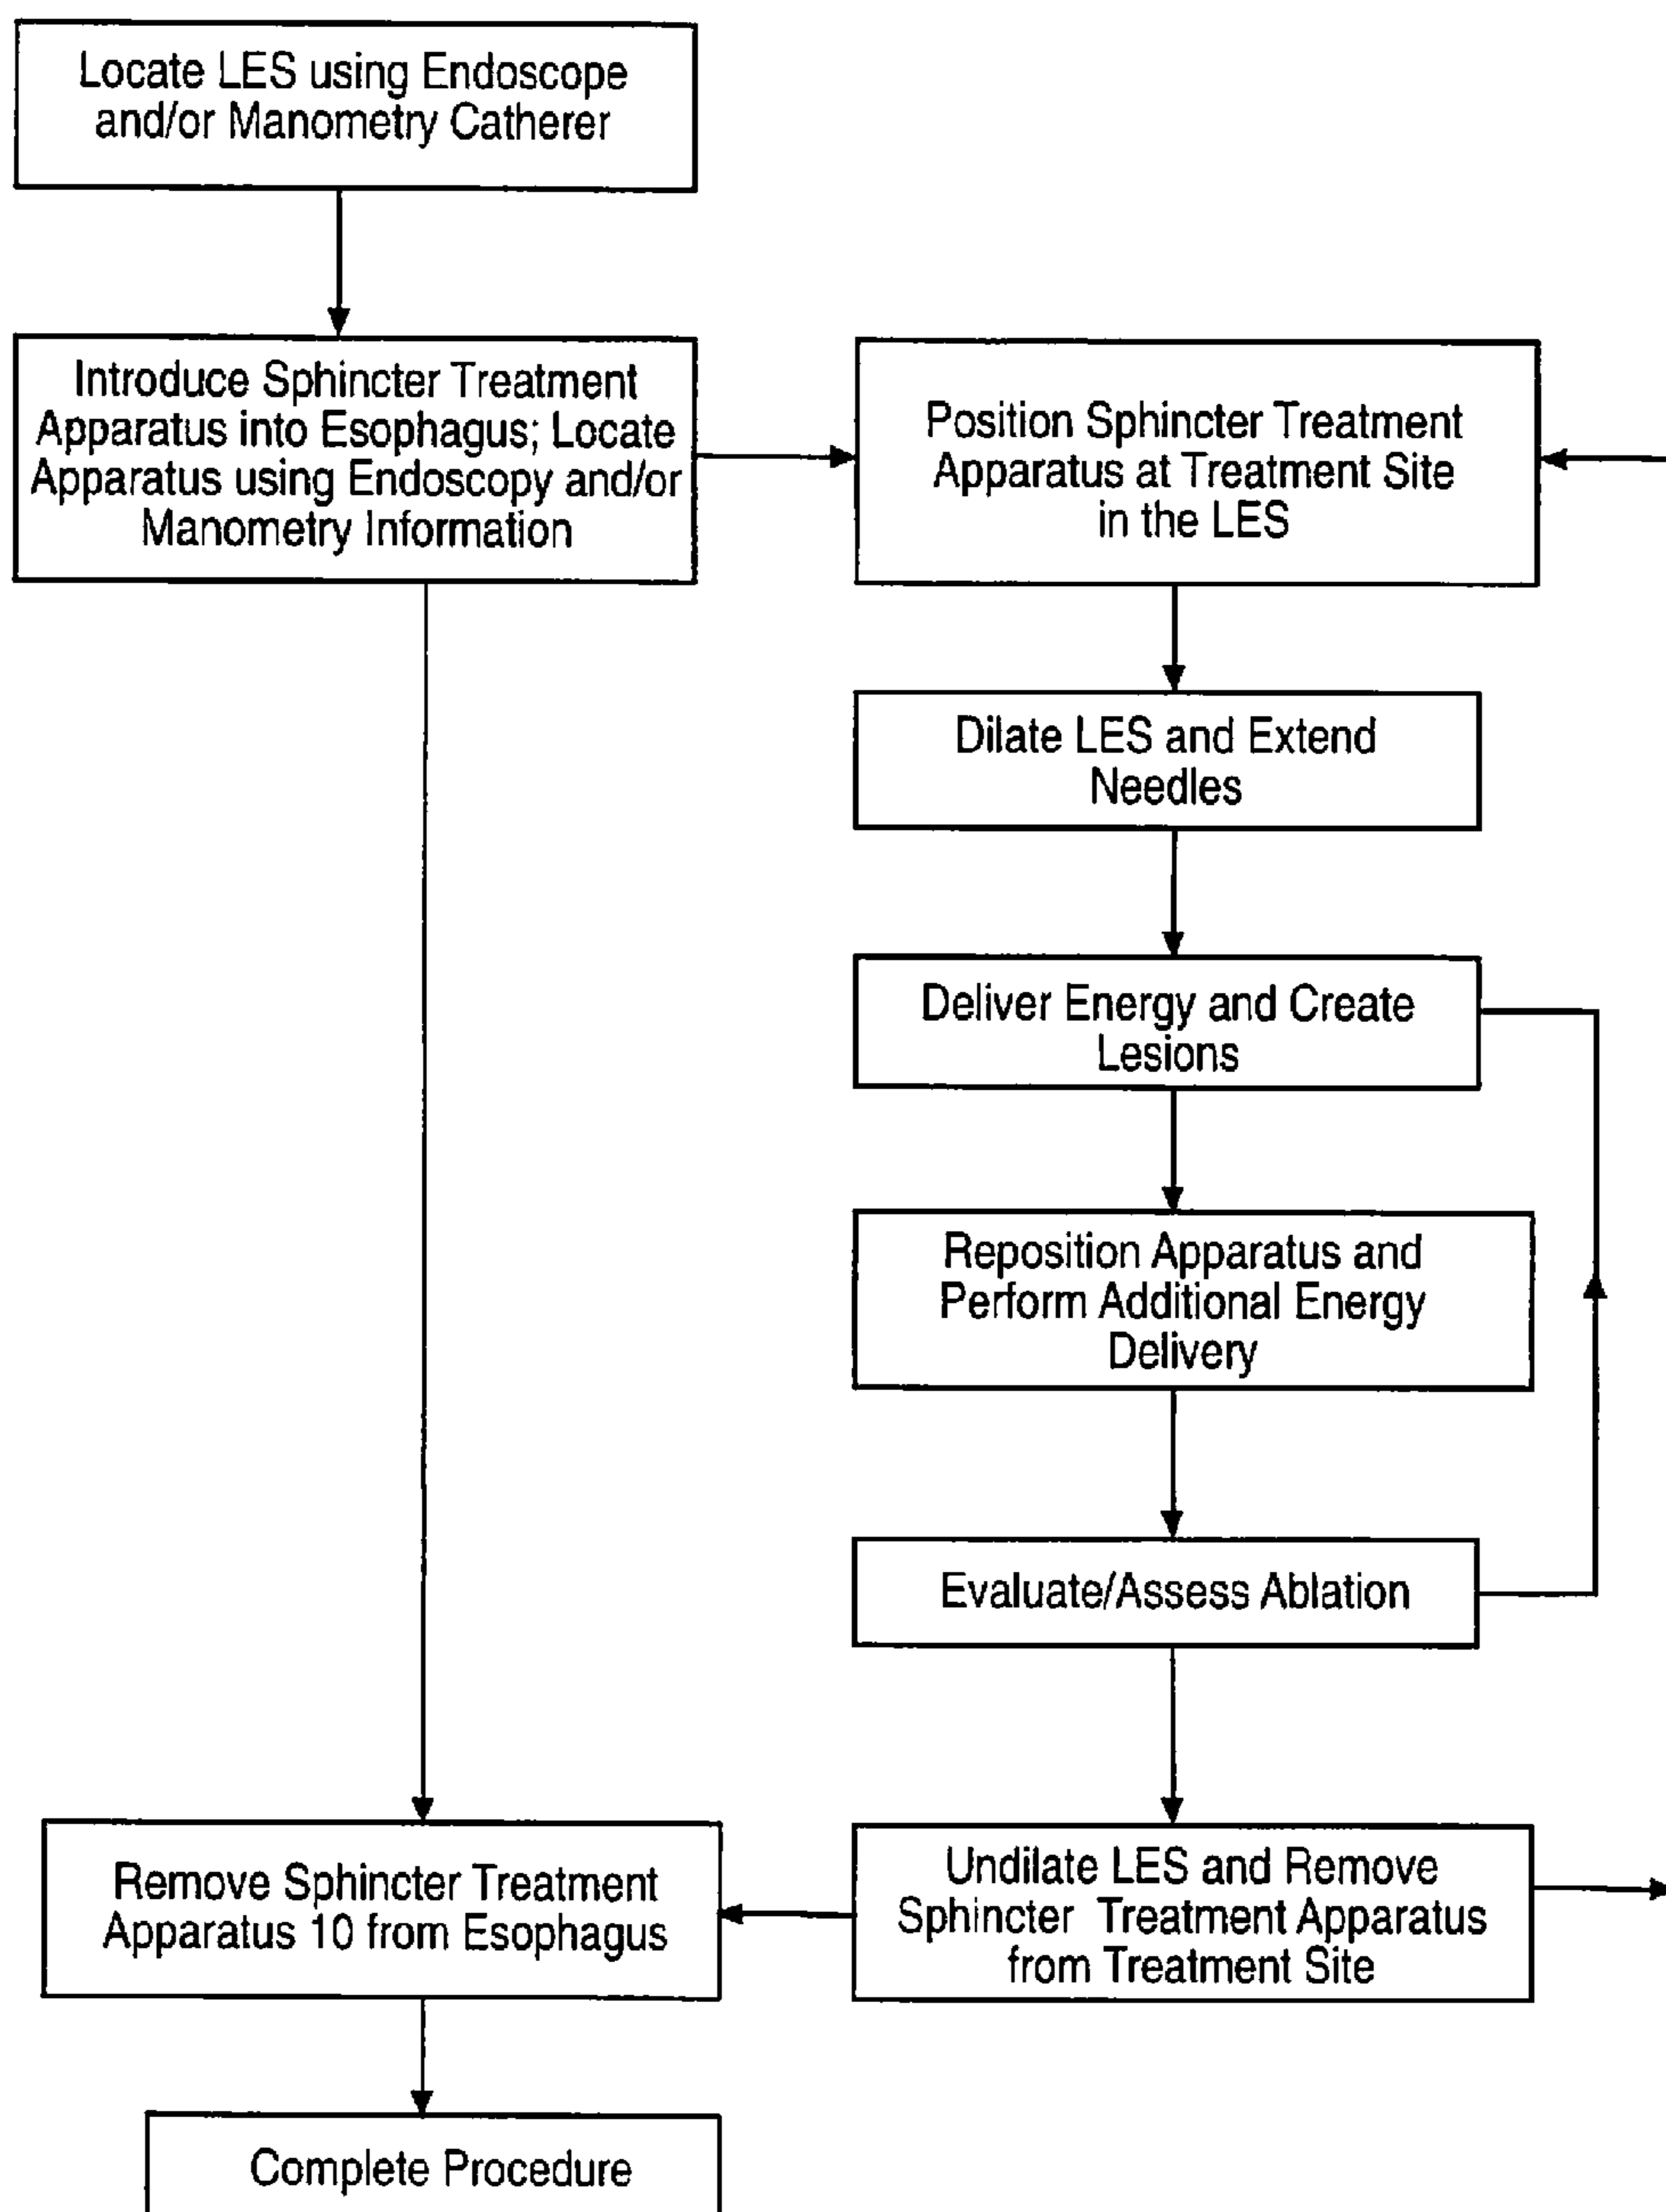 Locate LES using Endoscope
and/or Manometry Catherer
Introduce Sphincter Treatment
Apparatus into Esophagus; Locate
Apparatus using Endoscopy and/or
Manometry Information
Position Sphincter Treatment
Apparatus at Treatment Site
in the LES
Dilate LES and Extend
Needles
Deliver Energy and Create
Lesions
Reposition Apparatus and
Perform Additional Energy
Delivery
Evaluate/Assess Ablation
Undilate LES and Remove
Sphincter Treatment Apparatus
from Treatment Site
Remove Sphincter Treatment
Apparatus 10 from Esophagus
Complete Procedure